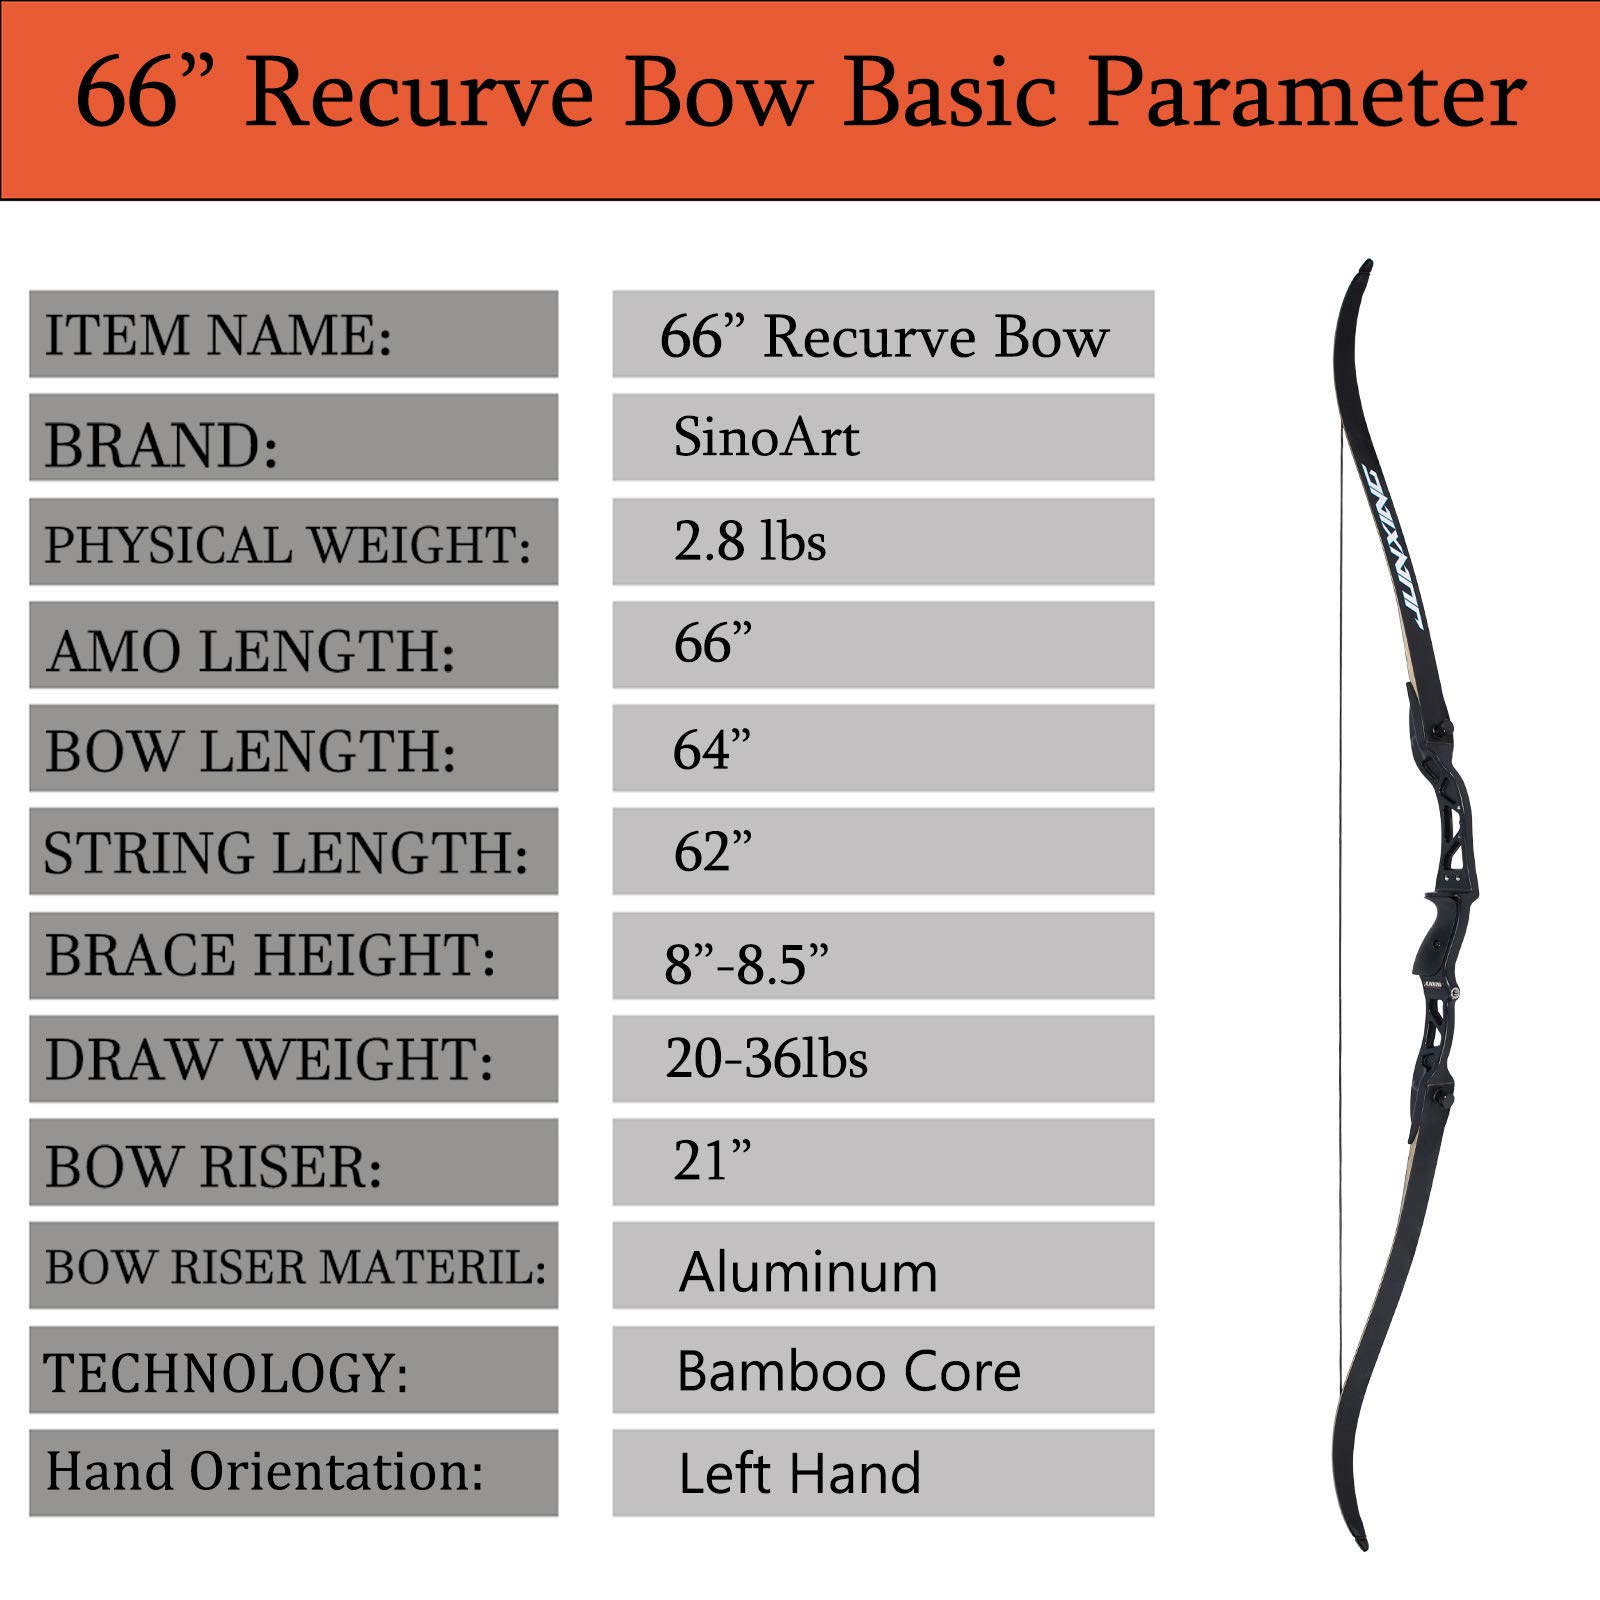 66” Recurve Bow Basic Parameter
ITEM NAME: 66” Recurve Bow
BRAND: SinoArt
PHYSICAL WEIGHT: 2.8 lbs
AMO LENGTH: 66”
BOW LENGTH: 64”
STRING LENGTH: 62”
BRACE HEIGHT: 8”-8.5”
DRAW WEIGHT: 20-36lbs
BOW RISER: 21”
BOW RISER MATERIL: Aluminum
TECHNOLOGY: Bamboo Core
Hand Orientation: Left Hand
JUNXING